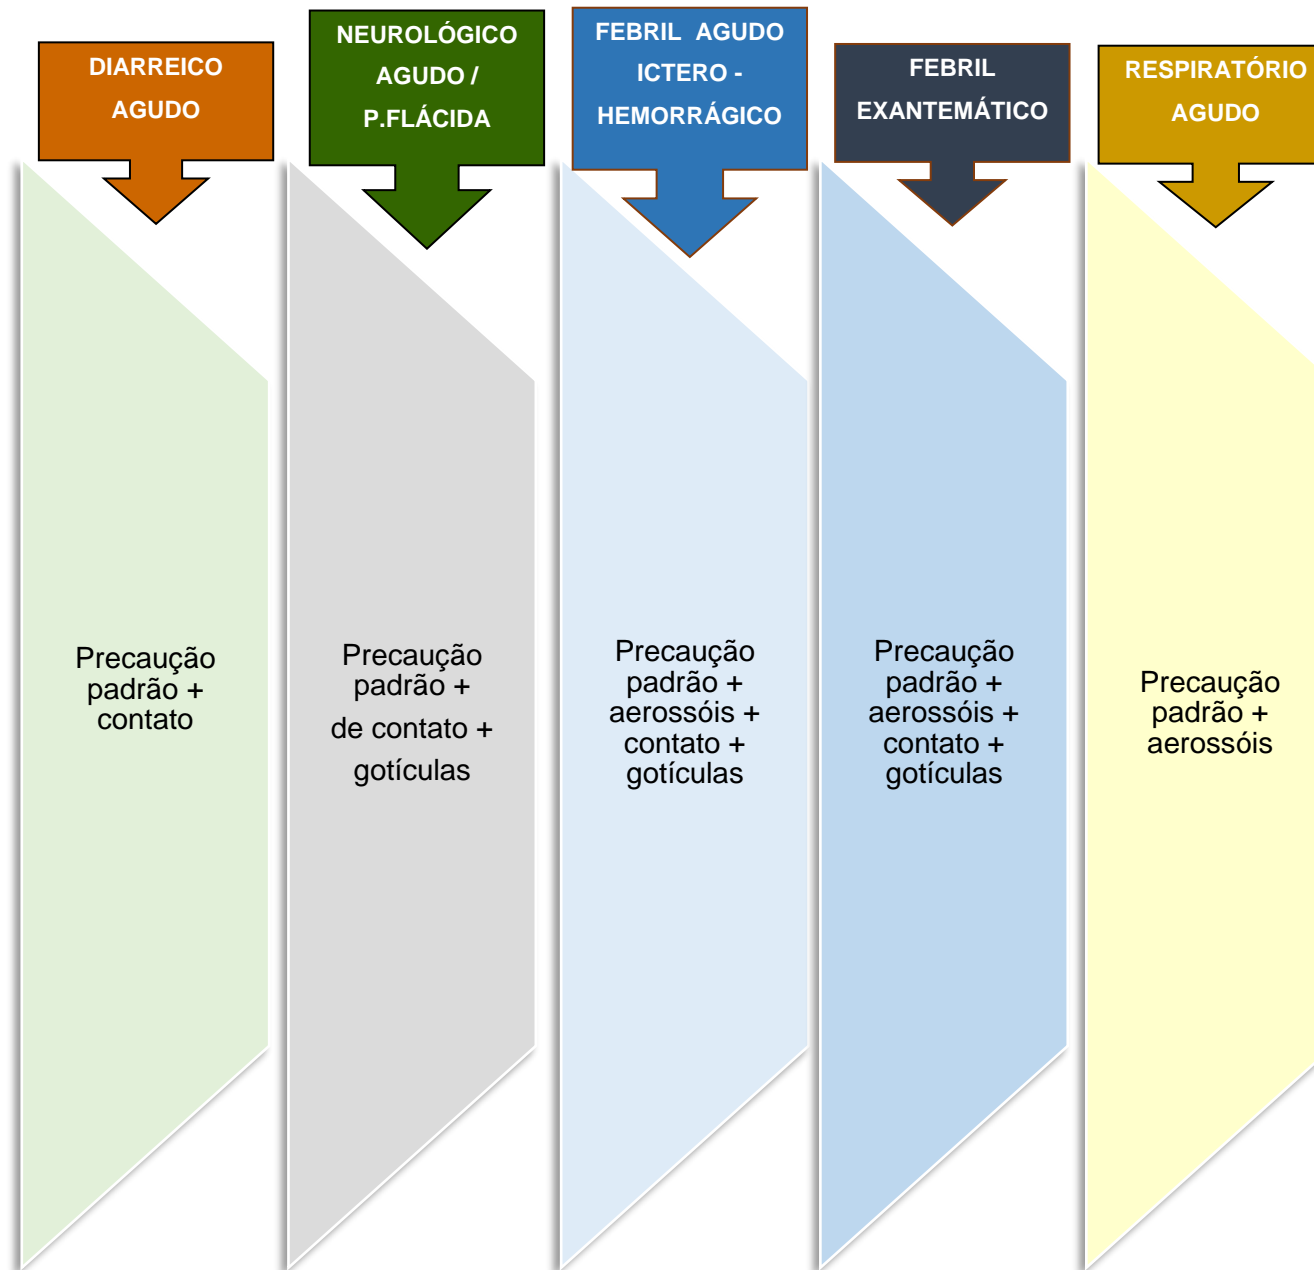 DIARREICO
AGUDO
NEUROLÓGICO
AGUDO /
P.FLÁCIDA
FEBRIL AGUDO
ICTERO -
HEMORRÁGICO
FEBRIL
EXANTEMÁTICO
RESPIRATÓRIO
AGUDO
Precaução
padrão +
contato
Precaução
padrão +
de contato +
gotículas
Precaução
padrão +
aerossóis +
contato +
gotículas
Precaução
padrão +
aerossóis +
contato +
gotículas
Precaução
padrão +
aerossóis